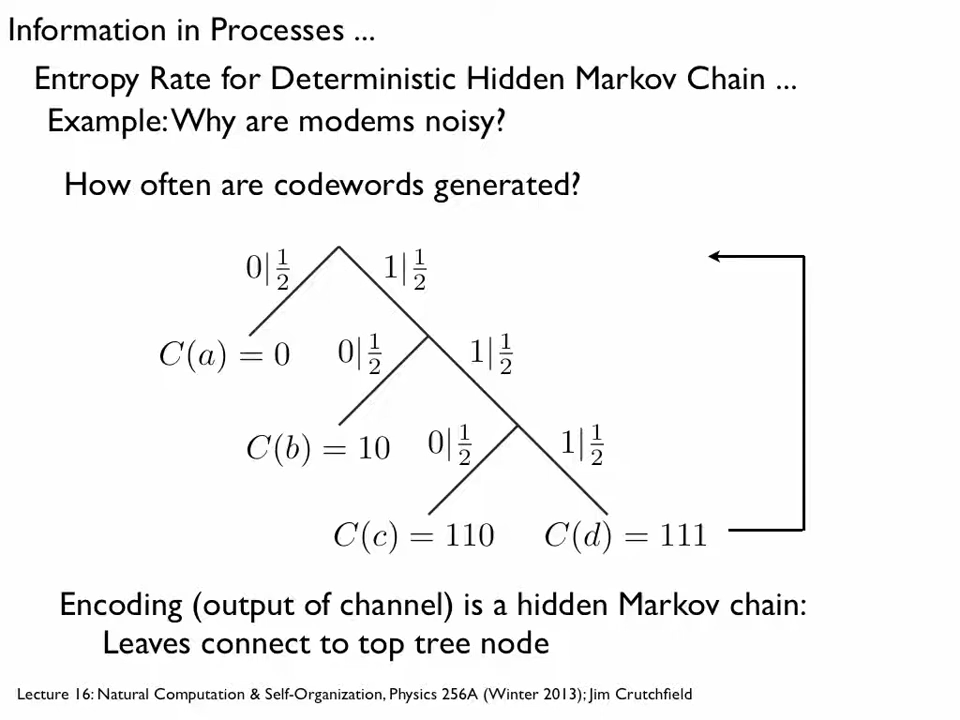 Information in Processes ...
Entropy Rate for Deterministic Hidden Markov Chain ...
Example: Why are modems noisy?
How often are codewords generated?
0|1/2 1|1/2
C(a) = 0 0|1/2 1|1/2
C(b) = 10 0|1/2 1|1/2
C(c) = 110 C(d) = 111
Encoding (output of channel) is a hidden Markov chain:
Leaves connect to top tree node
Lecture 16: Natural Computation & Self-Organization, Physics 256A (Winter 2013); Jim Crutchfield